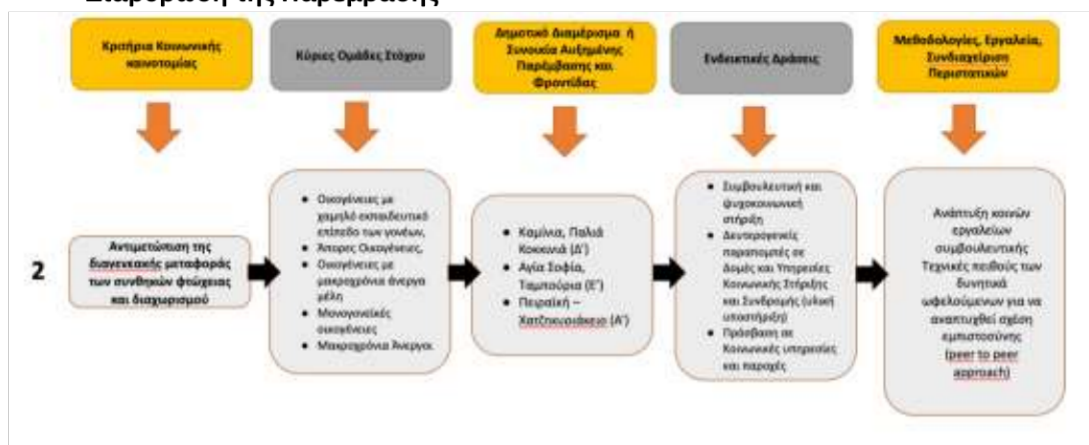 Διάρθρωση της Παρέμβασης
Κριτήρια Κοινωνικής
καινοτομίας
Κύριες Ομάδες Στόχου
Δημοτικό Διαμέρισμα ή
Συνοικία Αυξημένης
Παρέμβασης και
Φροντίδας
Ενδεικτικές Δράσεις
Μεθοδολογίες, Εργαλεία,
Συνδιαχείριση
Περιστατικών
2
Αντιμετώπιση της
διαγενεακής μεταφοράς
των συνθηκών φτώχειας
και διαχωρισμού
● Οικογένειες με
χαμηλό εκπαιδευτικό
επίπεδο των γονέων,
● Άπορες Οικογένειες,
● Οικογένειες με
μακροχρόνια άνεργα
μέλη
● Μονογονεϊκές
οικογένειες
● Μακροχρόνια Άνεργοι
● Καμίνια, Παλιά
Κοκκινιά (Δ’)
● Αγία Σοφία,
Ταμπούρια (Ε’)
● Πειραϊκή –
Χατζηκυριάκειο (Α’)
● Συμβουλευτική και
ψυχοκοινωνική
στήριξη
● Δευτερογενείς
παραπομπές σε
Δομές και Υπηρεσίες
Κοινωνικής Στήριξης
και Συνδρομής (υλική
υποστήριξη)
● Πρόσβαση σε
Κοινωνικές υπηρεσίες
και παροχές
Ανάπτυξη κοινών
εργαλείων
συμβουλευτικής
Τεχνικές πειθούς των
δυνητικά
ωφελούμενων για να
αναπτυχθεί σχέση
εμπιστοσύνης
(peer to peer
approach)